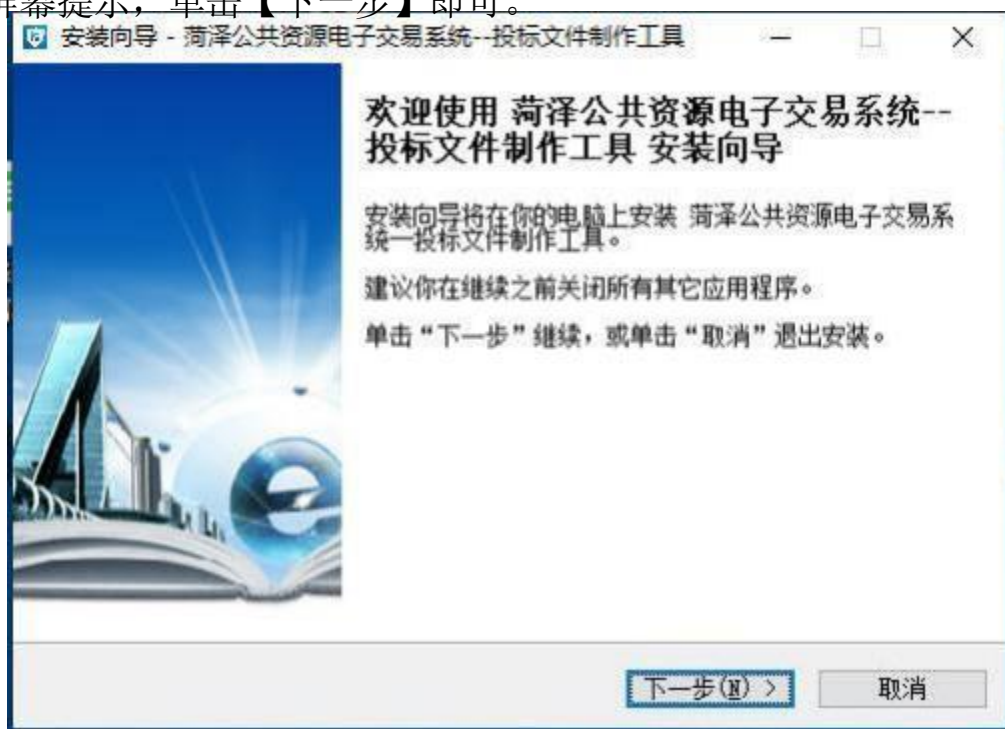 屏幕提示，单击【下一步】即可。
安装向导 - 菏泽公共资源电子交易系统--投标文件制作工具
欢迎使用 菏泽公共资源电子交易系统--
投标文件制作工具 安装向导
安装向导将在你的电脑上安装 菏泽公共资源电子交易系
统--投标文件制作工具。
建议你在继续之前关闭所有其它应用程序。
单击“下一步”继续，或单击“取消”退出安装。
下一步(N) >
取消